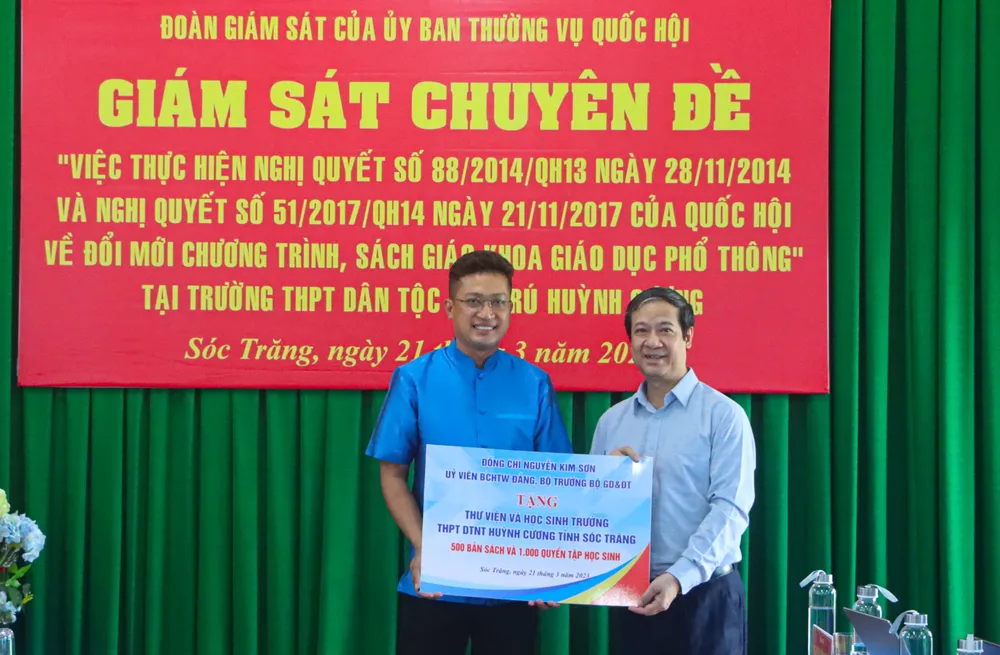 ĐOÀN GIÁM SÁT CỦA ỦY BAN THƯỜNG VỤ QUỐC HỘI
GIÁM SÁT CHUYÊN ĐỀ
"VIỆC THỰC HIỆN NGHỊ QUYẾT SỐ 88/2014/QH13 NGÀY 28/11/2014
VÀ NGHỊ QUYẾT SỐ 51/2017/QH14 NGÀY 21/11/2017 CỦA QUỐC HỘI
VỀ ĐỔI MỚI CHƯƠNG TRÌNH, SÁCH GIÁO KHOA GIÁO DỤC PHỔ THÔNG"
TẠI TRƯỜNG THPT DÂN TỘC RÚ HUỲNH
Sóc Trăng, ngày 21 3 năm
ĐỒNG CHÍ NGUYỄN KIM SƠN
UỶ VIÊN BCHTW ĐẢNG, BỘ TRƯỞNG BỘ GD&ĐT
TẶNG
THƯ VIỆN VÀ HỌC SINH TRƯỜNG
THPT DTNT HUỲNH CƯƠNG TỈNH SÓC TRĂNG
500 BẢN SÁCH VÀ 1.000 QUYỂN TẬP HỌC SINH
Sóc Trăng, ngày 21 tháng 3 năm 2023